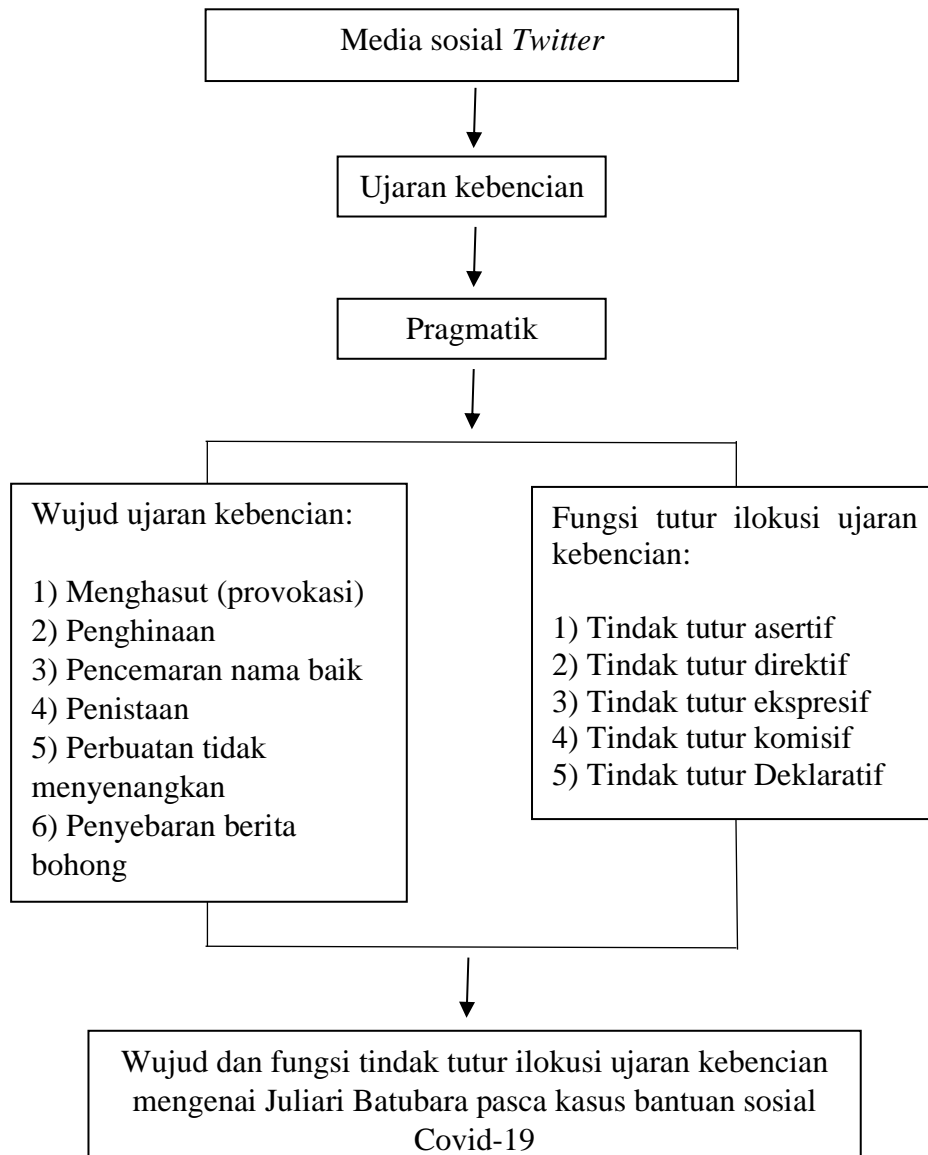 Media sosial Twitter
Ujaran kebencian
Pragmatik
Wujud ujaran kebencian:
1) Menghasut (provokasi)
2) Penghinaan
3) Pencemaran nama baik
4) Penistaan
5) Perbuatan tidak
menyenangkan
6) Penyebaran berita
bohong
Fungsi tutur ilokusi ujaran
kebencian:
1) Tindak tutur asertif
2) Tindak tutur direktif
3) Tindak tutur ekspresif
4) Tindak tutur komisif
5) Tindak tutur Deklaratif
Wujud dan fungsi tindak tutur ilokusi ujaran kebencian
mengenai Juliari Batubara pasca kasus bantuan sosial
Covid-19